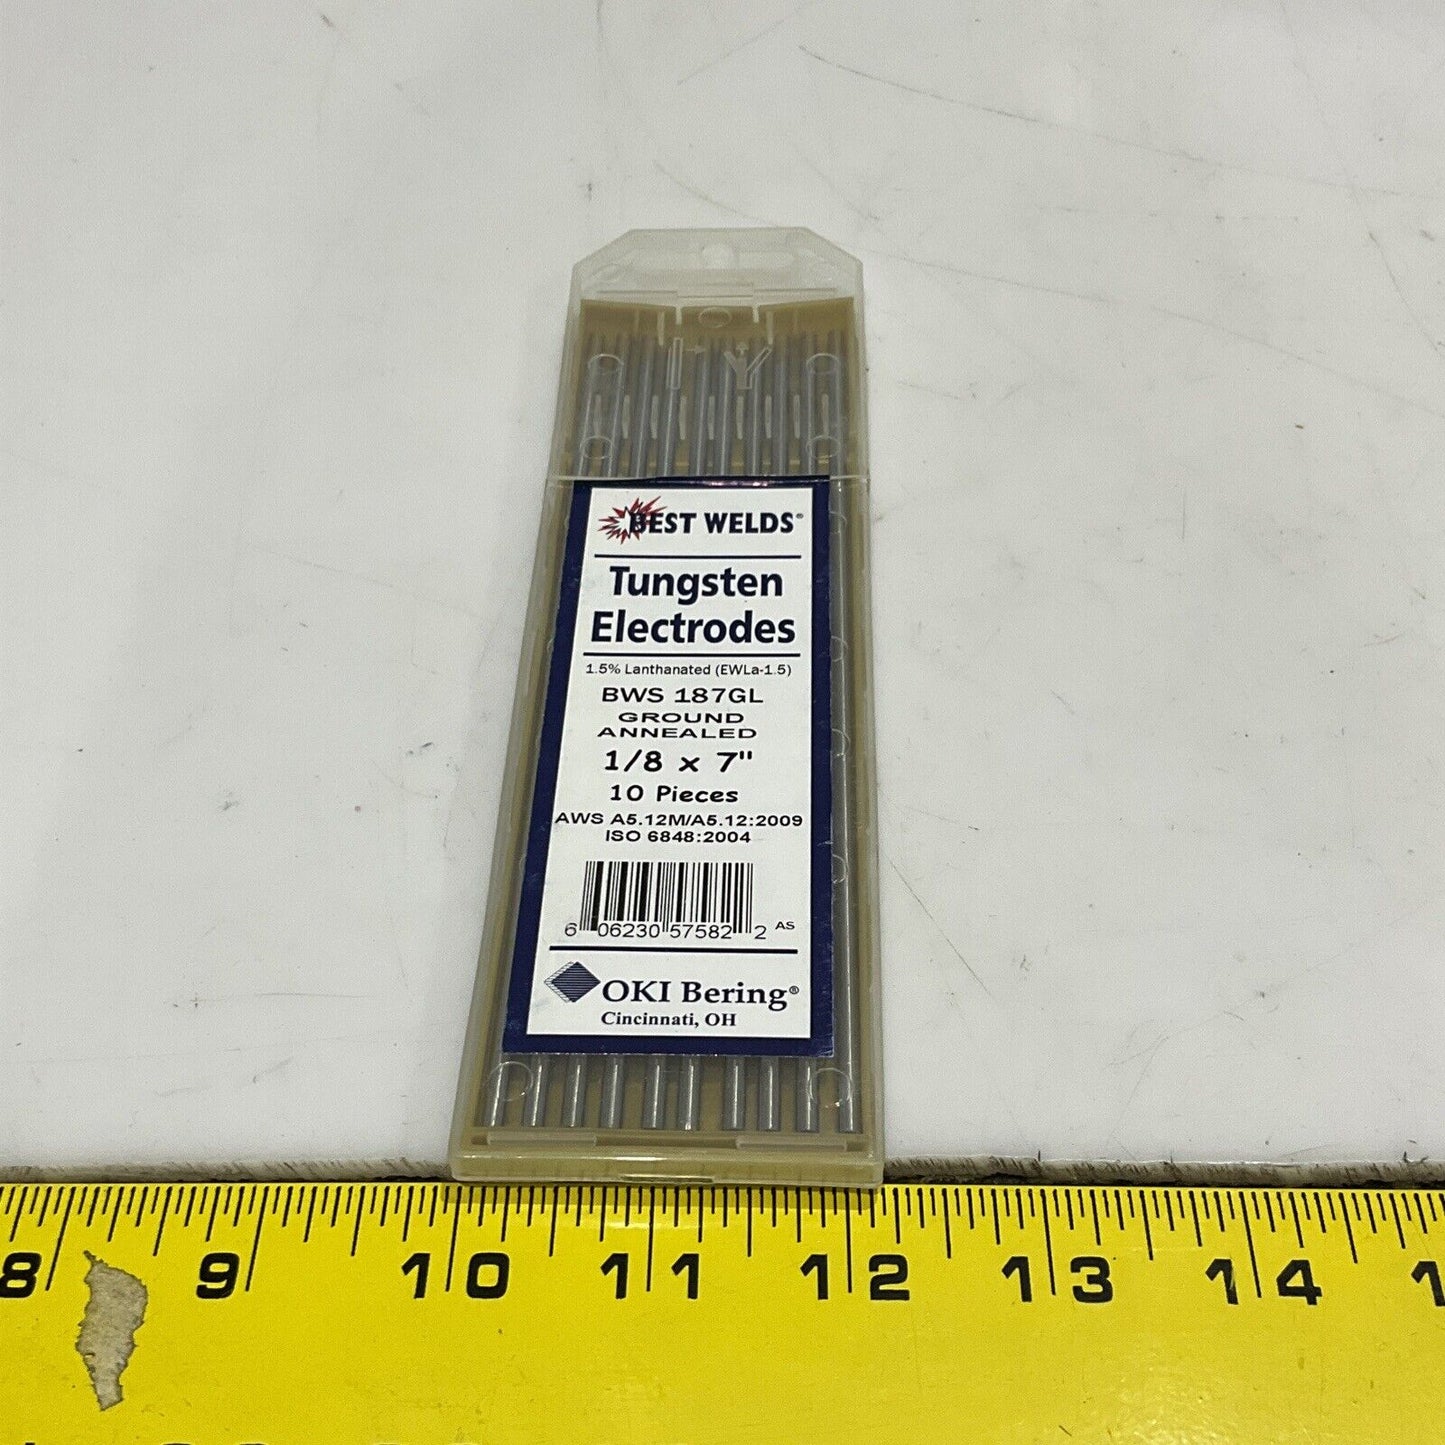 BEST WELDS®
Tungsten
Electrodes
1.5% Lanthanated (EWLa-1.5)
BWS 187GL
GROUND
ANNEALED
1/8 x 7"
10 Pieces
AWS A5.12M/A5.12:2009
ISO 6848:2004
6 06230 57582 2 AS
OKI Bering®
Cincinnati, OH
8 9 10 11 12 13 14 1